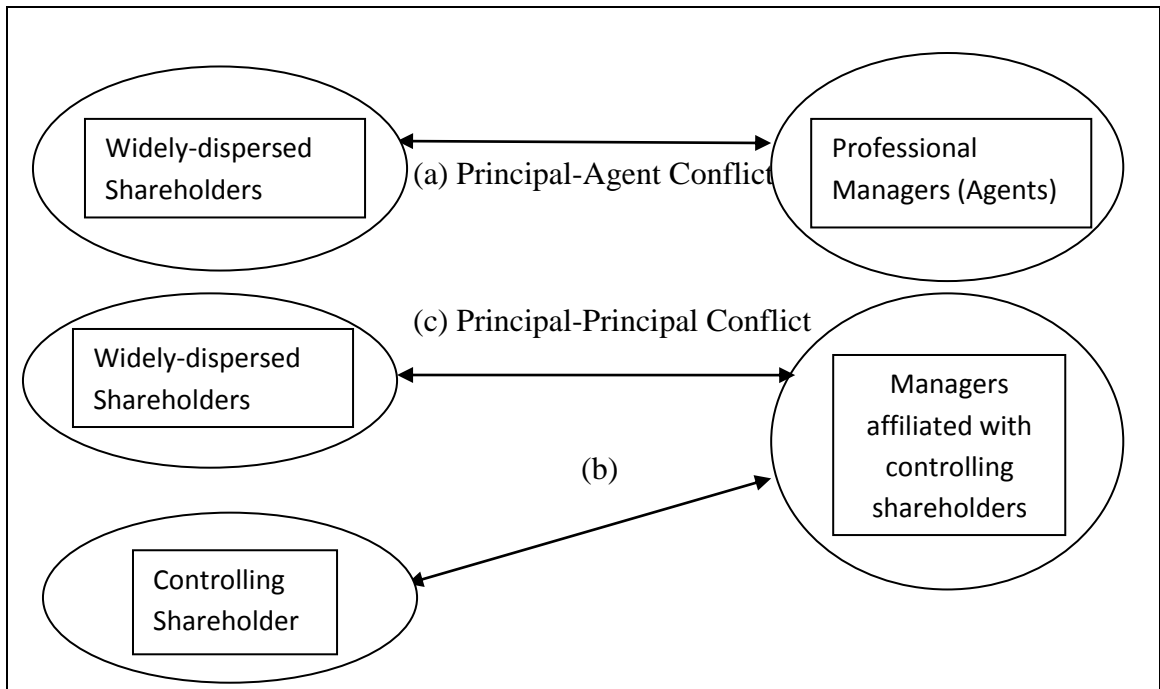 Widely-dispersed
Shareholders
(a) Principal-Agent Conflict
Professional
Managers (Agents)
(c) Principal-Principal Conflict
Widely-dispersed
Shareholders
Managers
affiliated with
controlling
shareholders
(b)
Controlling
Shareholder